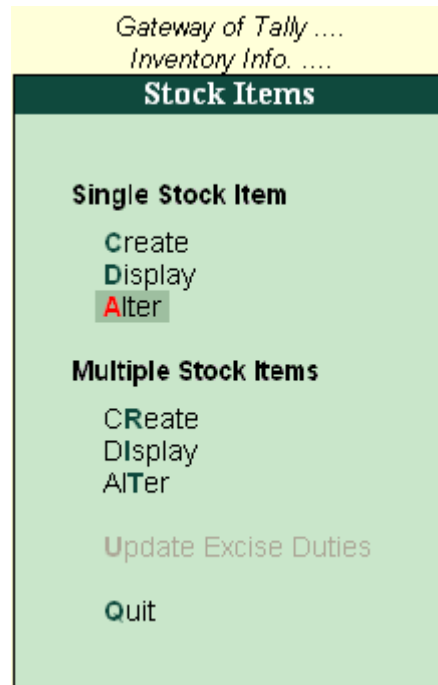 Gateway of Tally ....
Inventory Info. ....
Stock Items
Single Stock Item
Create
Display
Alter
Multiple Stock Items
CReate
DIsplay
AlTer
Update Excise Duties
Quit